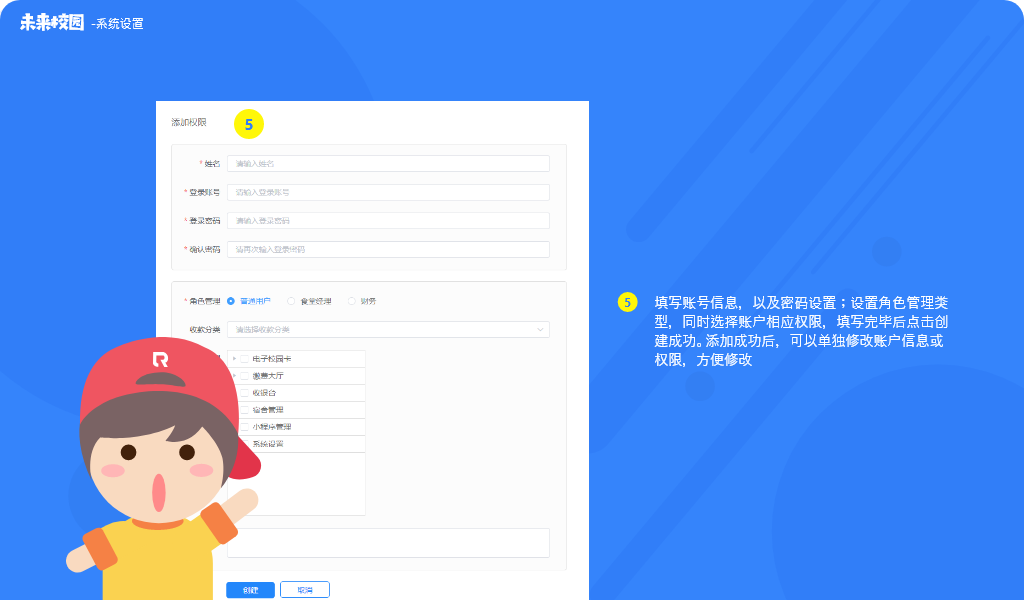 未来校园 -系统设置
添加权限
5
* 姓名 请输入姓名
* 登录账号 请输入登录账号
* 登录密码 请输入登录密码
* 确认密码 请再次输入登录密码
* 角色管理 普通用户 食堂经理 财务
收款分类 请选择收款分类
电子校园卡
缴费大厅
收银台
宿舍管理
小程序管理
系统设置
R
创建 取消
5 填写账号信息，以及密码设置；设置角色管理类
型，同时选择账户相应权限，填写完毕后点击创
建成功。添加成功后，可以单独修改账户信息或
权限，方便修改